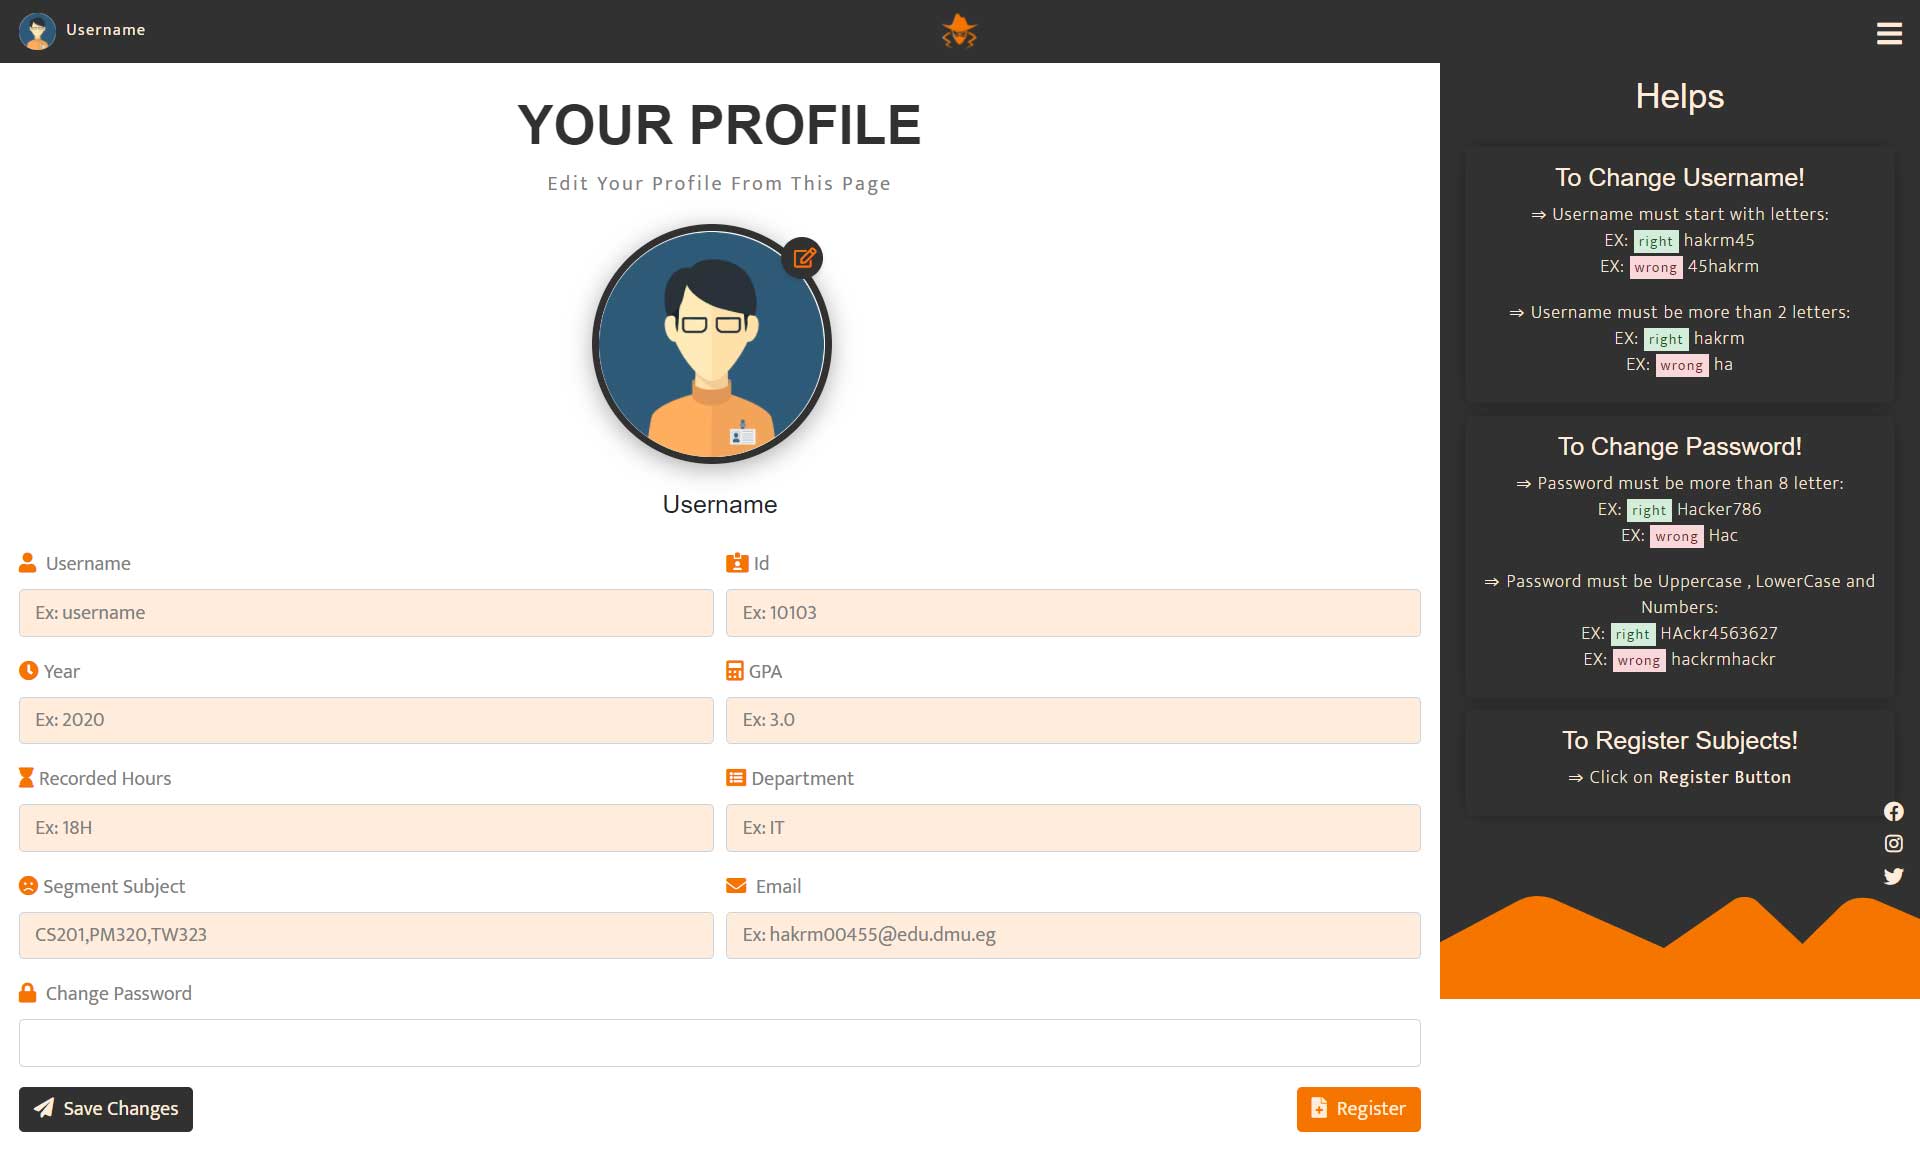 Username
YOUR PROFILE
Edit Your Profile From This Page
Username
Username
Id
Ex: username
Ex: 10103
Year
GPA
Ex: 2020
Ex: 3.0
Recorded Hours
Department
Ex: 18H
Ex: IT
Segment Subject
Email
CS201,PM320,TW323
Ex: hakrm00455@edu.dmu.eg
Change Password
Save Changes
Register
Helps
To Change Username!
⇒ Username must start with letters:
EX: right hakrm45
EX: wrong 45hakrm
⇒ Username must be more than 2 letters:
EX: right hakrm
EX: wrong ha
To Change Password!
⇒ Password must be more than 8 letter:
EX: right Hacker786
EX: wrong Hac
⇒ Password must be Uppercase , LowerCase and
Numbers:
EX: right HAckr4563627
EX: wrong hackrmhackr
To Register Subjects!
⇒ Click on Register Button